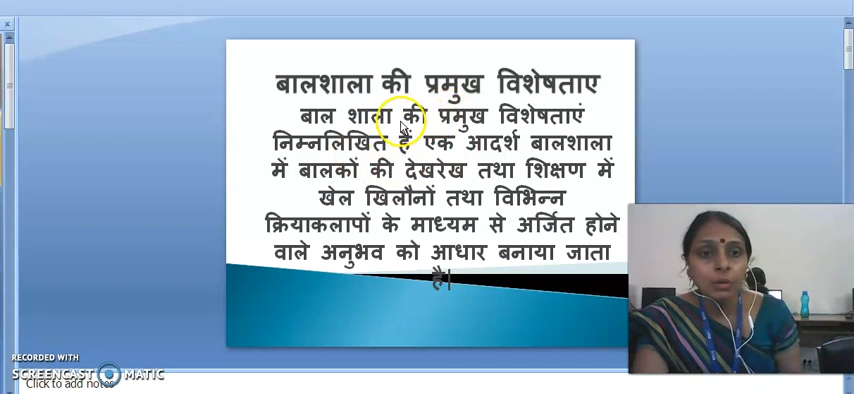 बालशाला की प्रमुख विशेषताए
बाल शाला की प्रमुख विशेषताएं
निम्नलिखित हैं एक आदर्श बालशाला
में बालकों की देखरेख तथा शिक्षण में
खेल खिलौनों तथा विभिन्न
क्रियाकलापों के माध्यम से अर्जित होने
वाले अनुभव को आधार बनाया जाता
है|
RECORDED WITH
SCREENCAST MATIC
Click to add notes